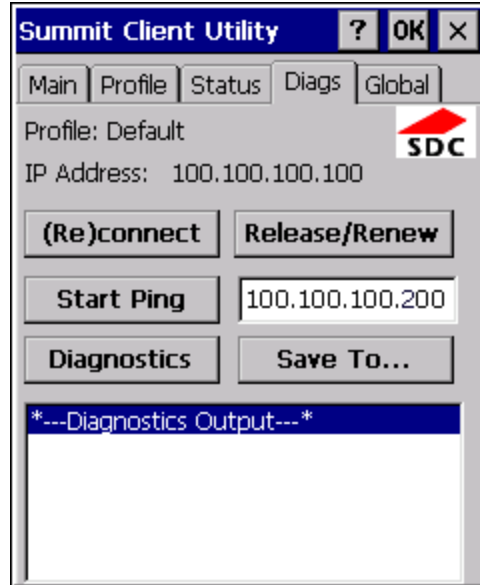 Summit Client Utility ? OK ×
Main Profile Status Diags Global
Profile: Default
SDC
IP Address: 100.100.100.100
(Re)connect Release/Renew
Start Ping 100.100.100.200
Diagnostics Save To...
*---Diagnostics Output---*